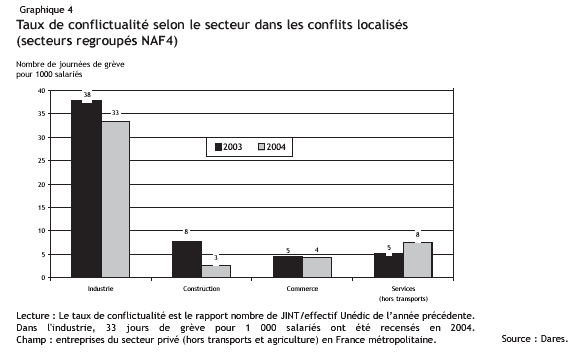 Graphique 4
Taux de conflictualité selon le secteur dans les conflits localisés
(secteurs regroupés NAF4)
Nombre de journées de grève
pour 1000 salariés
40
35
30
25
20
15
10
5
0
38
33
8
3
5
4
5
8
2003
2004
Industrie
Construction
Commerce
Services
(hors transports)
Lecture : Le taux de conflictualité est le rapport nombre de JINT/effectif Unédic de l'année précédente.
Dans l'industrie, 33 jours de grève pour 1 000 salariés ont été recensés en 2004.
Champ : entreprises du secteur privé (hors transports et agriculture) en France métropolitaine.
Source : Dares.